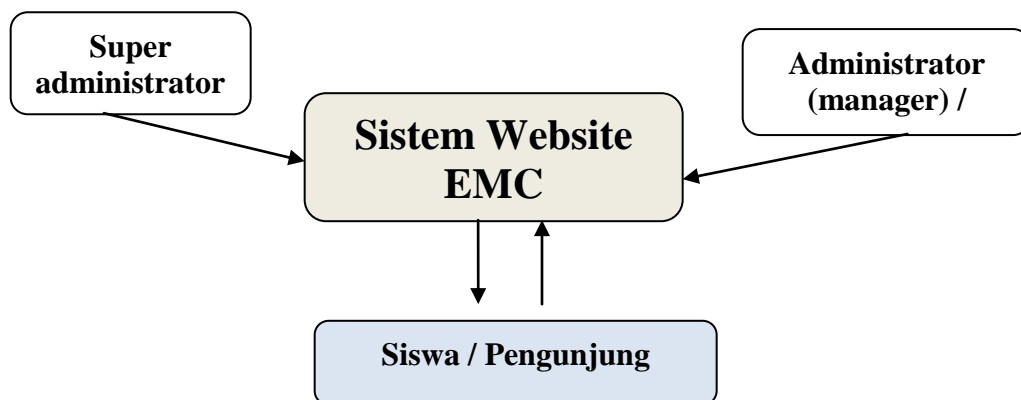 Super
administrator
Administrator
(manager) /
Sistem Website
EMC
Siswa / Pengunjung